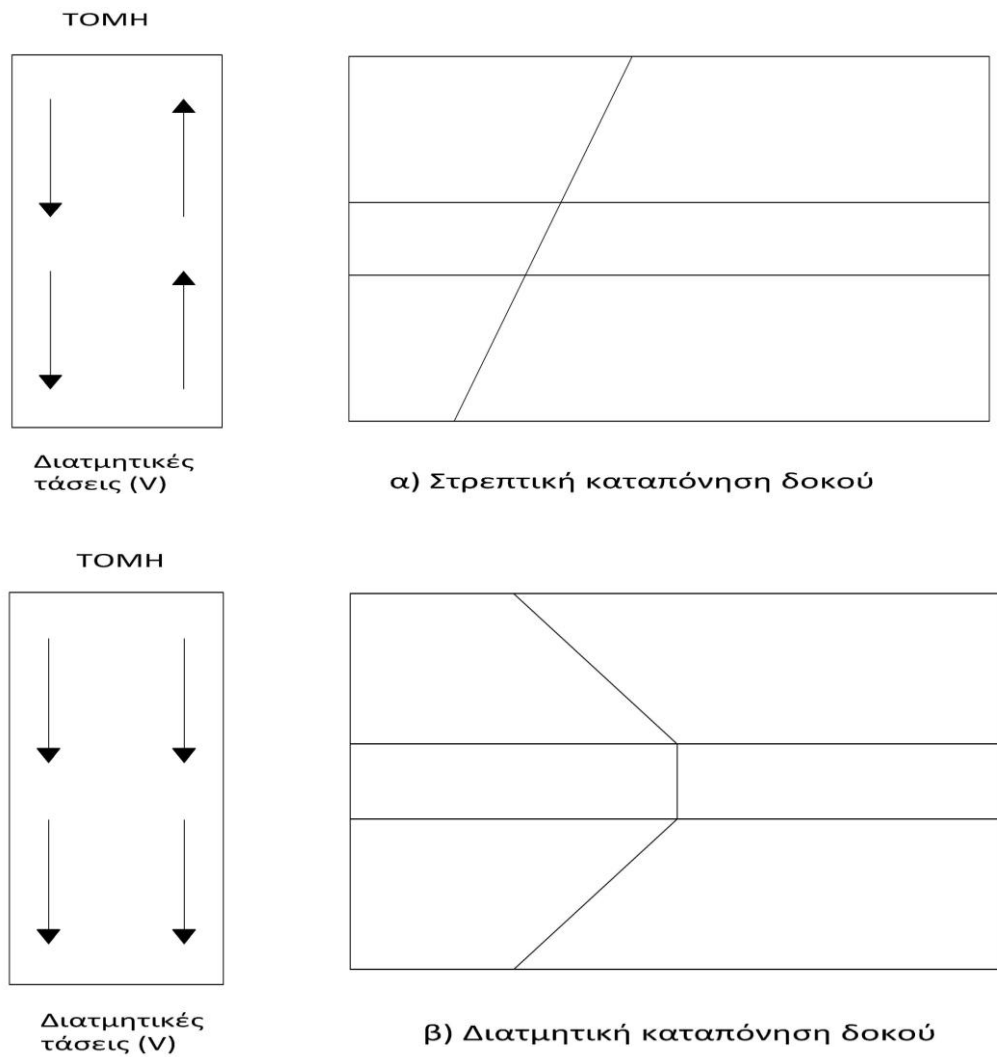 ΤΟΜΗ
Διατμητικές
τάσεις (V)
α) Στρεπτική καταπόνηση δοκού
ΤΟΜΗ
Διατμητικές
τάσεις (V)
β) Διατμητική καταπόνηση δοκού